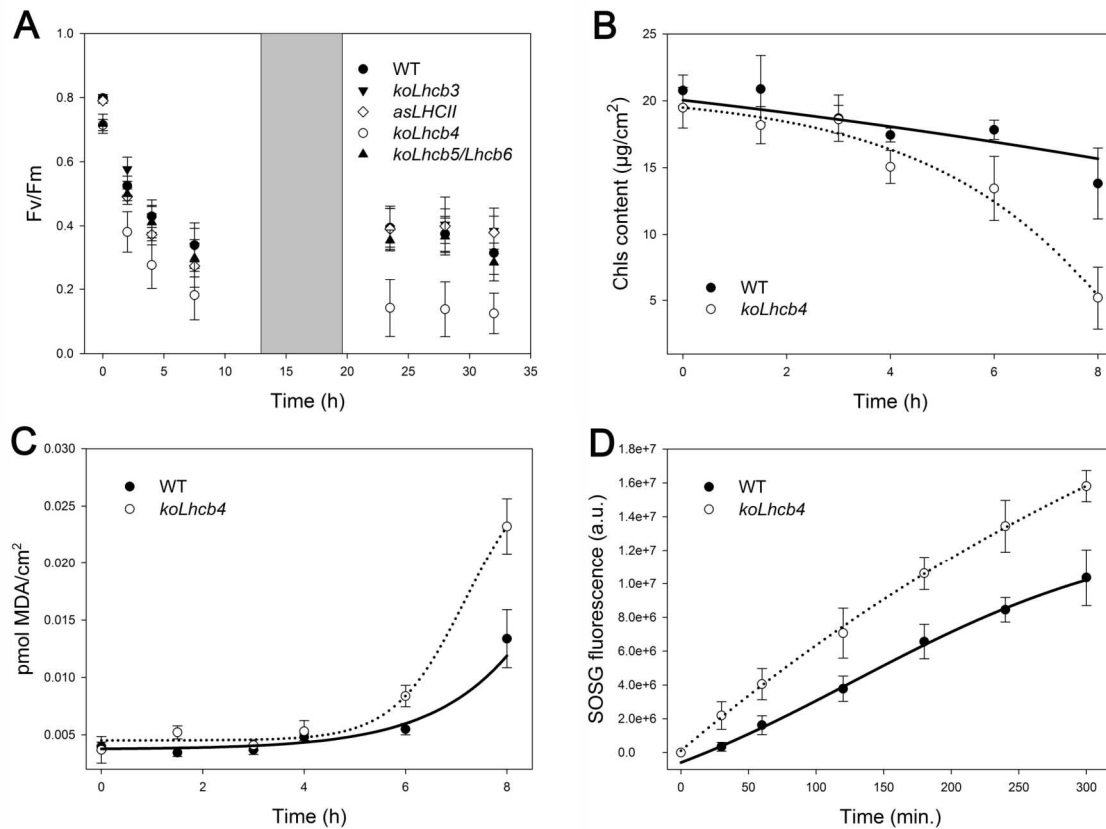 A
Fv/Fm
1.0
0.8
0.6
0.4
0.2
0.0
WT
koLhcb3
asLHCII
koLhcb4
koLhcb5/Lhcb6
0 5 10 15 20 25 30 35
Time (h)
B
Chls content (µg/cm²)
25
20
15
10
5
WT
koLhcb4
0 2 4 6 8
Time (h)
C
pmol MDA/cm²
0.030
0.025
0.020
0.015
0.010
0.005
WT
koLhcb4
0 2 4 6 8
Time (h)
D
SOSG fluorescence (a.u.)
1.8e+7
1.6e+7
1.4e+7
1.2e+7
1.0e+7
8.0e+6
6.0e+6
4.0e+6
2.0e+6
0.0
WT
koLhcb4
0 50 100 150 200 250 300
Time (min.)